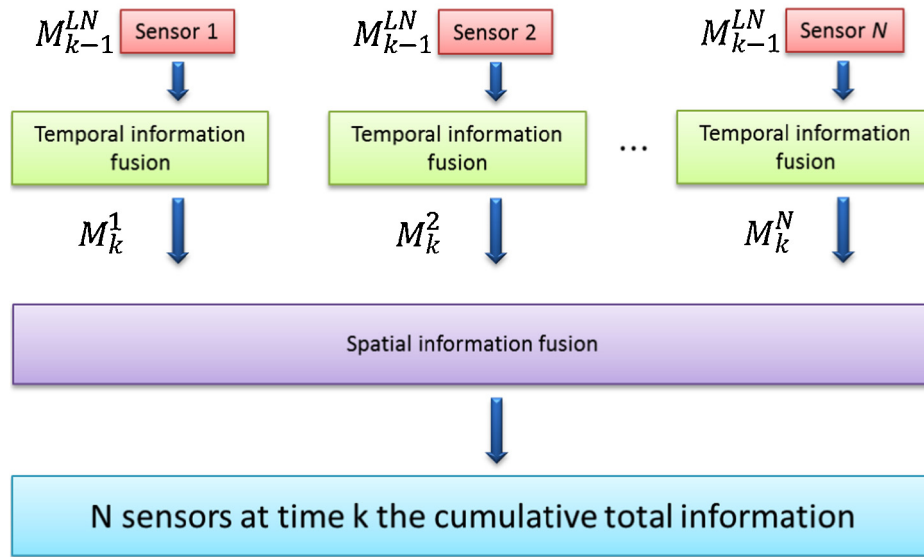 M_{k-1}^{LN} Sensor 1 M_{k-1}^{LN} Sensor 2 M_{k-1}^{LN} Sensor N
Temporal information Temporal information Temporal information
fusion fusion ... fusion
M_k^1 M_k^2 M_k^N
Spatial information fusion
N sensors at time k the cumulative total information